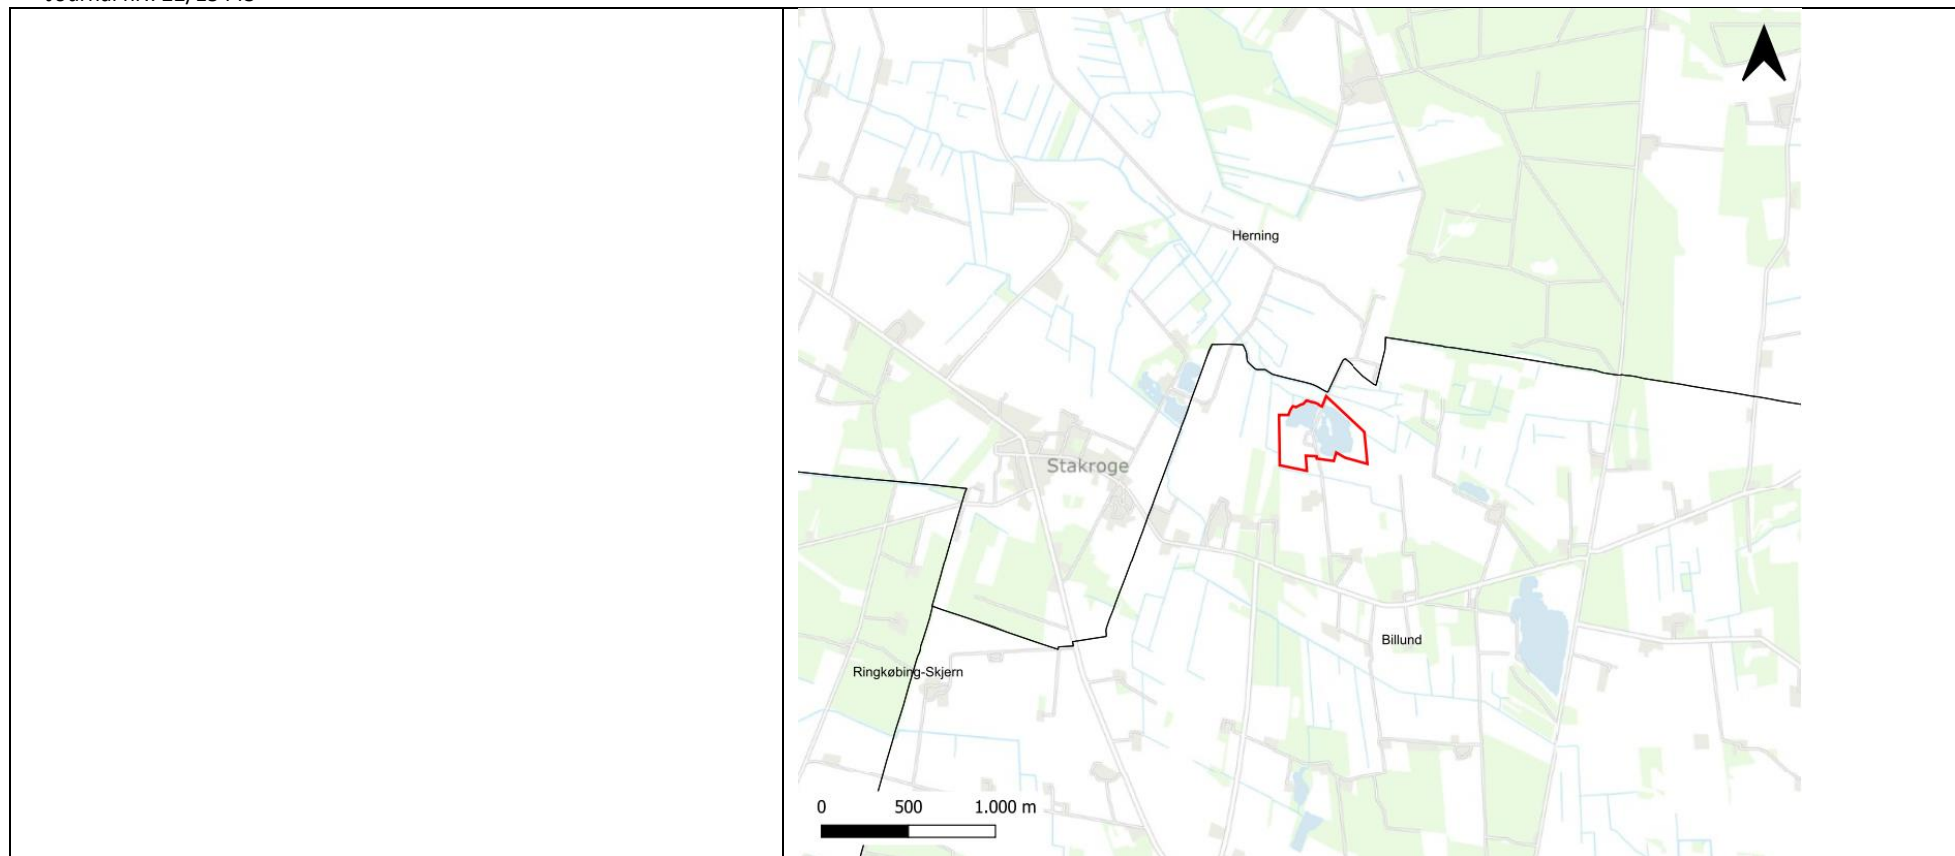 Herning
Stakroge
Billund
Ringkøbing-Skjern
0 500 1.000 m